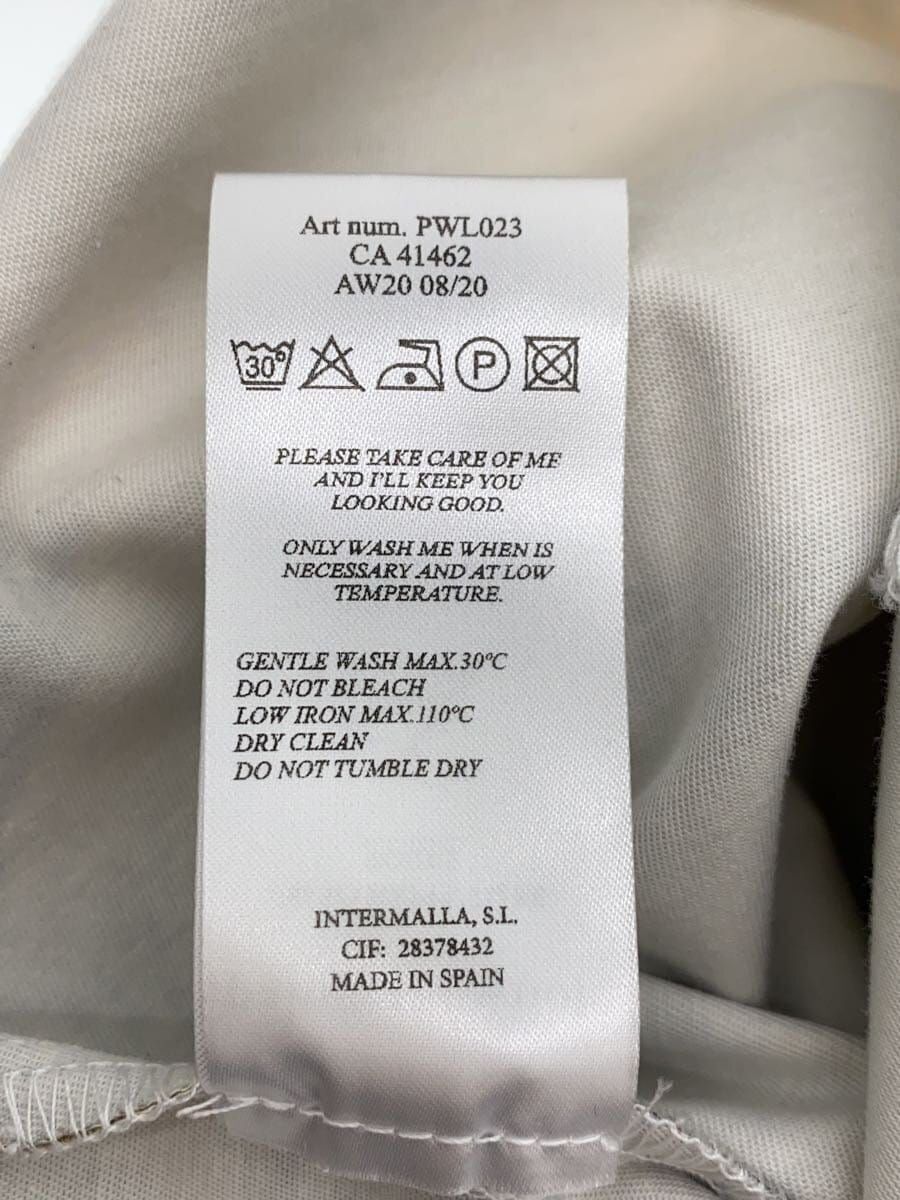 Art num. PWL023
CA 41462
AW20 08/20
30° P
PLEASE TAKE CARE OF ME
AND I'LL KEEP YOU
LOOKING GOOD.
ONLY WASH ME WHEN IS
NECESSARY AND AT LOW
TEMPERATURE.
GENTLE WASH MAX.30ºC
DO NOT BLEACH
LOW IRON MAX.110ºC
DRY CLEAN
DO NOT TUMBLE DRY
INTERMALLA, S.L.
CIF: 28378432
MADE IN SPAIN